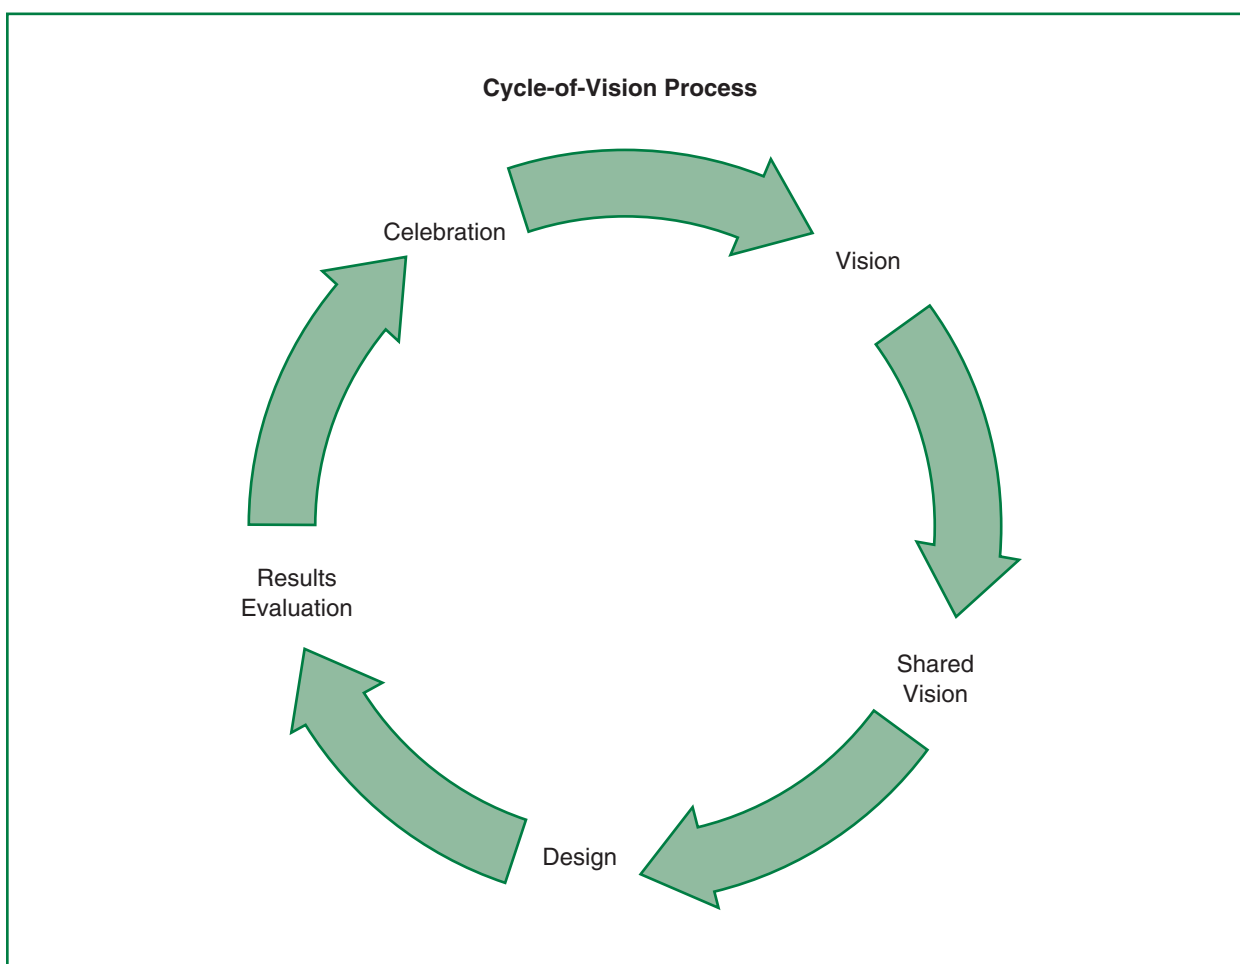 Cycle-of-Vision Process
Celebration
Vision
Shared
Vision
Design
Results
Evaluation